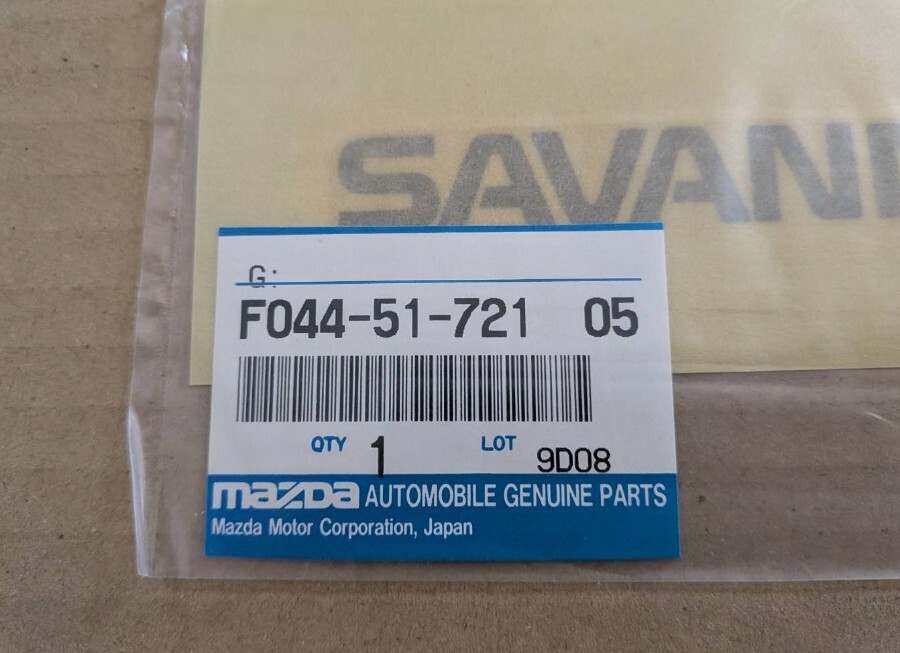 SAVAN
G:
F044-51-721 05
QTY 1 LOT 9D08
mazda AUTOMOBILE GENUINE PARTS
Mazda Motor Corporation, Japan